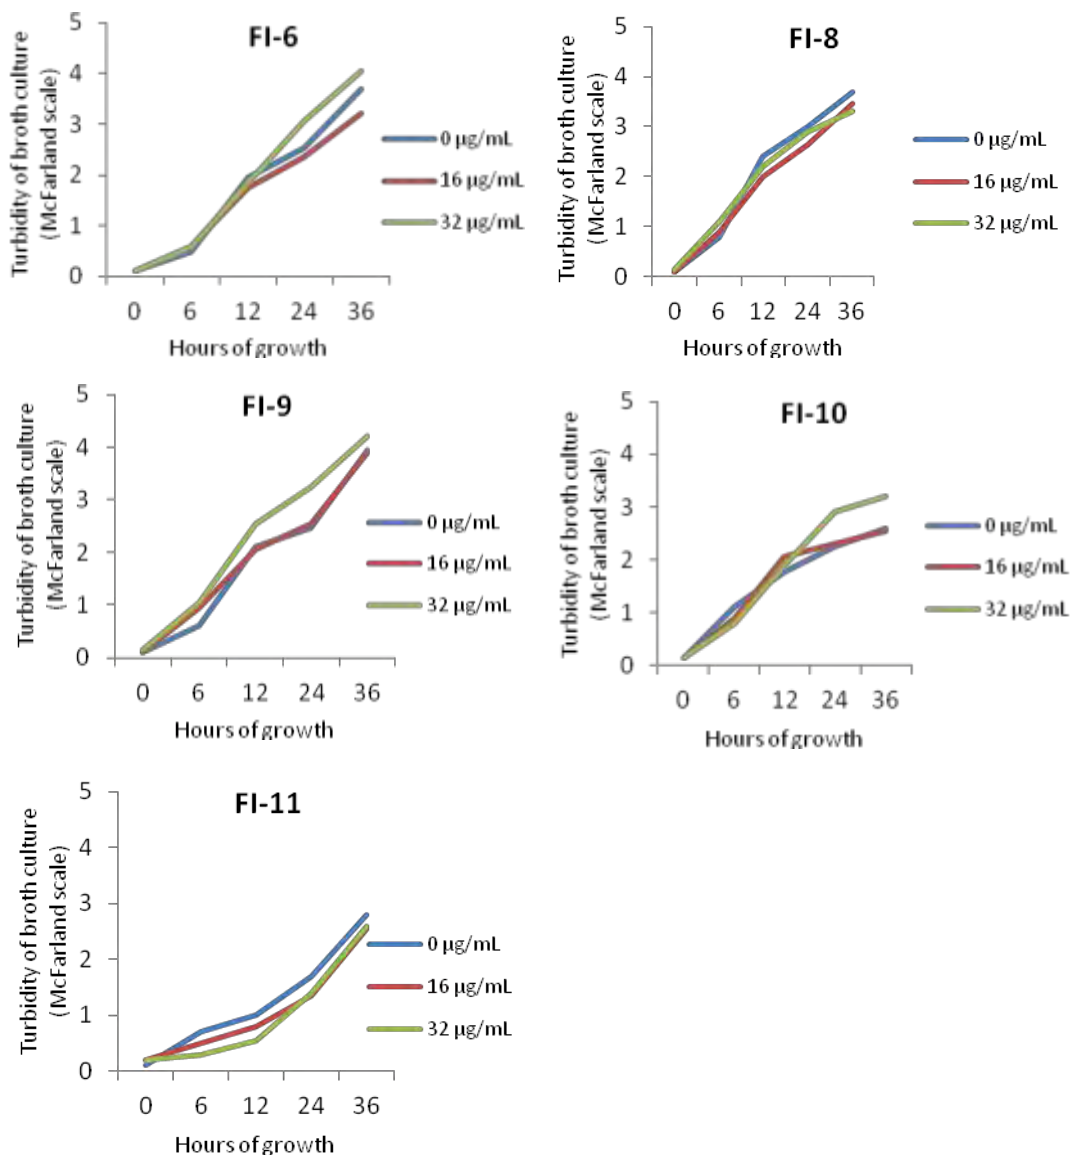 FI-6
Turbidity of broth culture
(McFarland scale)
5
4
3
2
1
0
0 6 12 24 36
Hours of growth
0 µg/mL
16 µg/mL
32 µg/mL
FI-8
Turbidity of broth culture
(McFarland scale)
5
4
3
2
1
0
0 6 12 24 36
Hours of growth
0 µg/mL
16 µg/mL
32 µg/mL
FI-9
Turbidity of broth culture
(McFarland scale)
5
4
3
2
1
0
0 6 12 24 36
Hours of growth
0 µg/mL
16 µg/mL
32 µg/mL
FI-10
Turbidity of broth culture
(McFarland scale)
5
4
3
2
1
0
0 6 12 24 36
Hours of growth
0 µg/mL
16 µg/mL
32 µg/mL
FI-11
Turbidity of broth culture
(McFarland scale)
5
4
3
2
1
0
0 6 12 24 36
Hours of growth
0 µg/mL
16 µg/mL
32 µg/mL